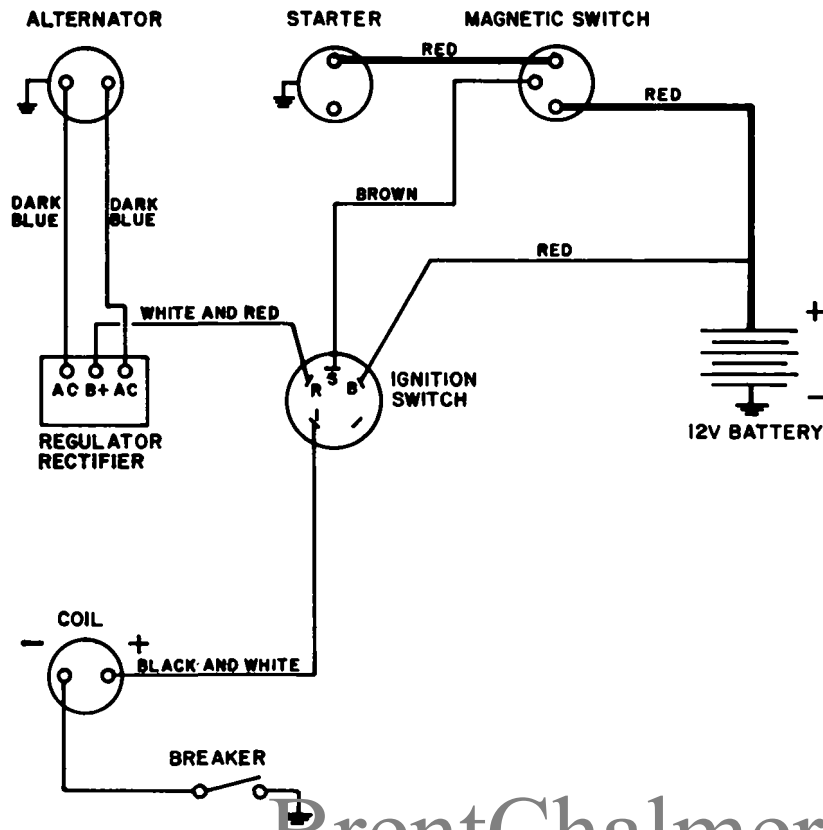 ALTERNATOR
STARTER
MAGNETIC SWITCH
RED
RED
DARK
BLUE
DARK
BLUE
BROWN
RED
WHITE AND RED
+
AC B+ AC
R
S
B
I
IGNITION
SWITCH
REGULATOR
RECTIFIER
−
12V BATTERY
COIL
− +
BLACK AND WHITE
BREAKER
BrentChalmer